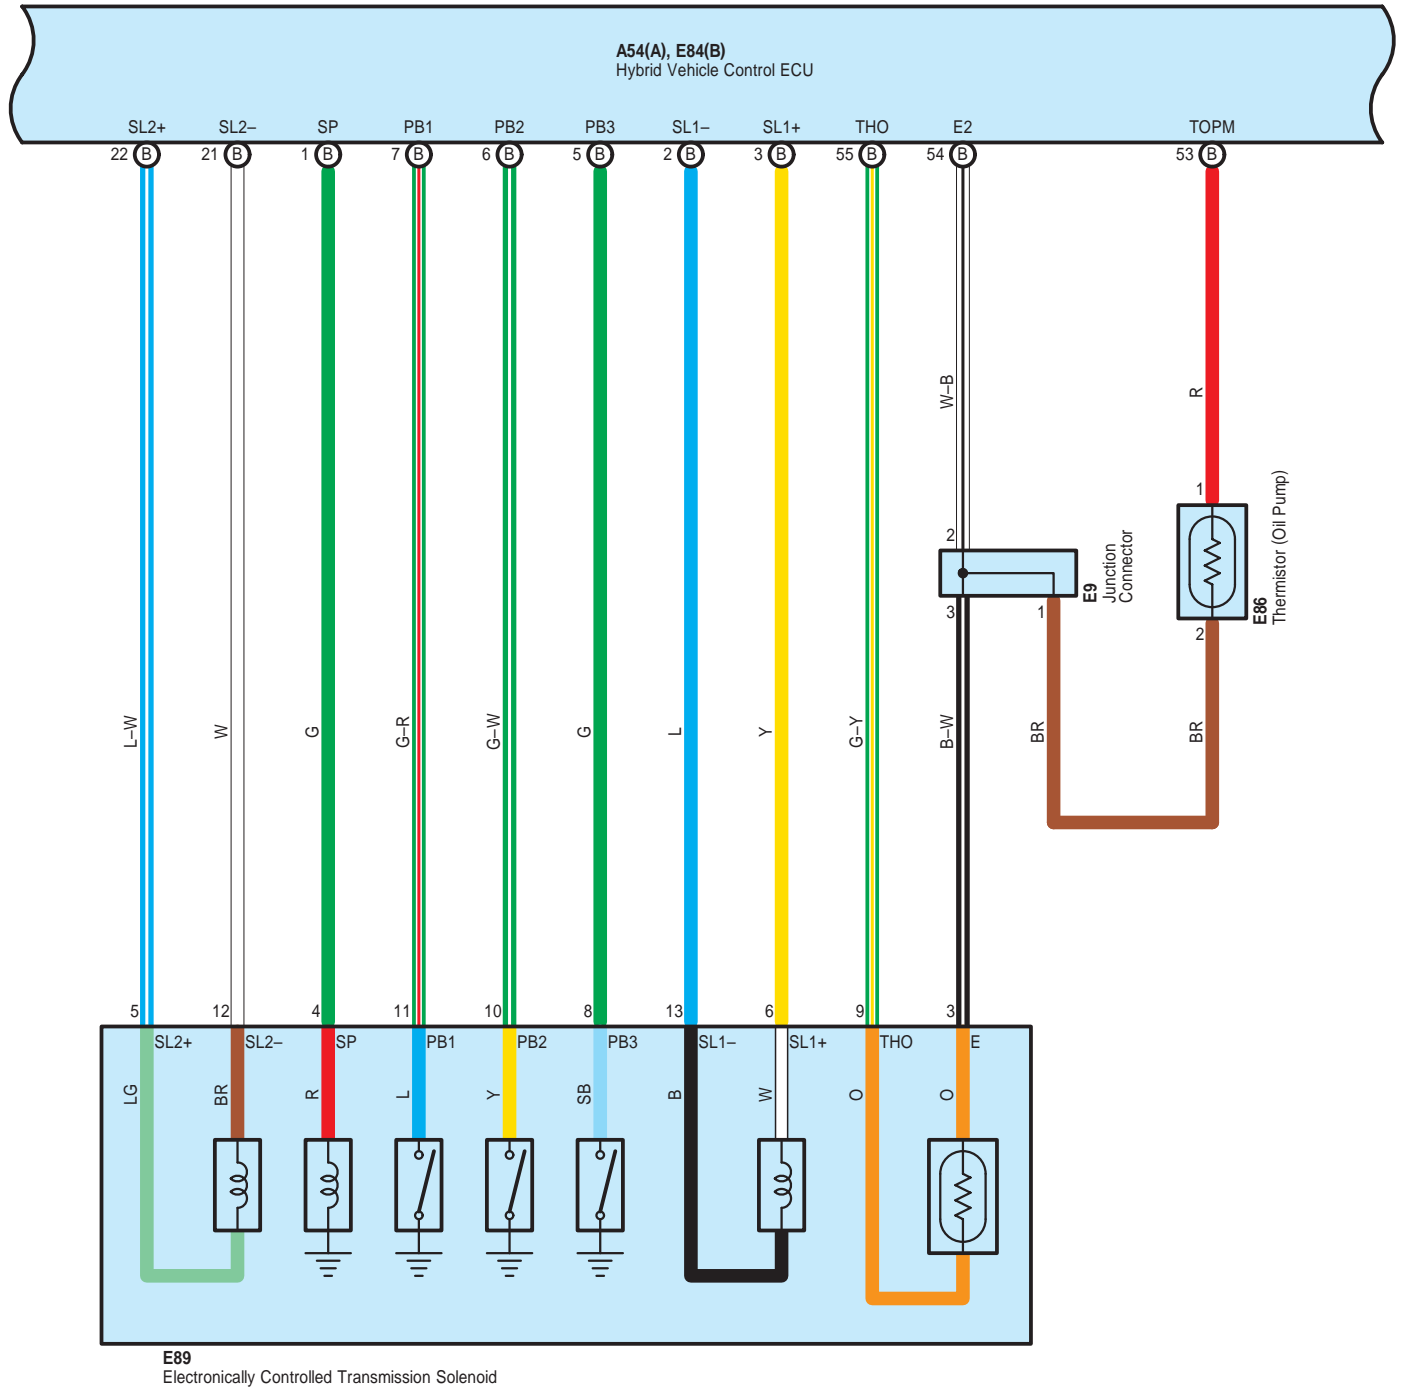 A54(A), E84(B)
Hybrid Vehicle Control ECU
SL2+ SL2– SP PB1 PB2 PB3 SL1– SL1+ THO E2 TOPM
22 B 21 B 1 B 7 B 6 B 5 B 2 B 3 B 55 B 54 B 53 B
W–B R
1
2
E9
Junction
Connector
E86
Thermistor (Oil Pump)
3 1 2
L–W W G G–R G–W G L Y G–Y B–W BR BR
5 12 4 11 10 8 13 6 9 3
SL2+ SL2– SP PB1 PB2 PB3 SL1– SL1+ THO E
LG BR R L Y SB B W O O
E89
Electronically Controlled Transmission Solenoid